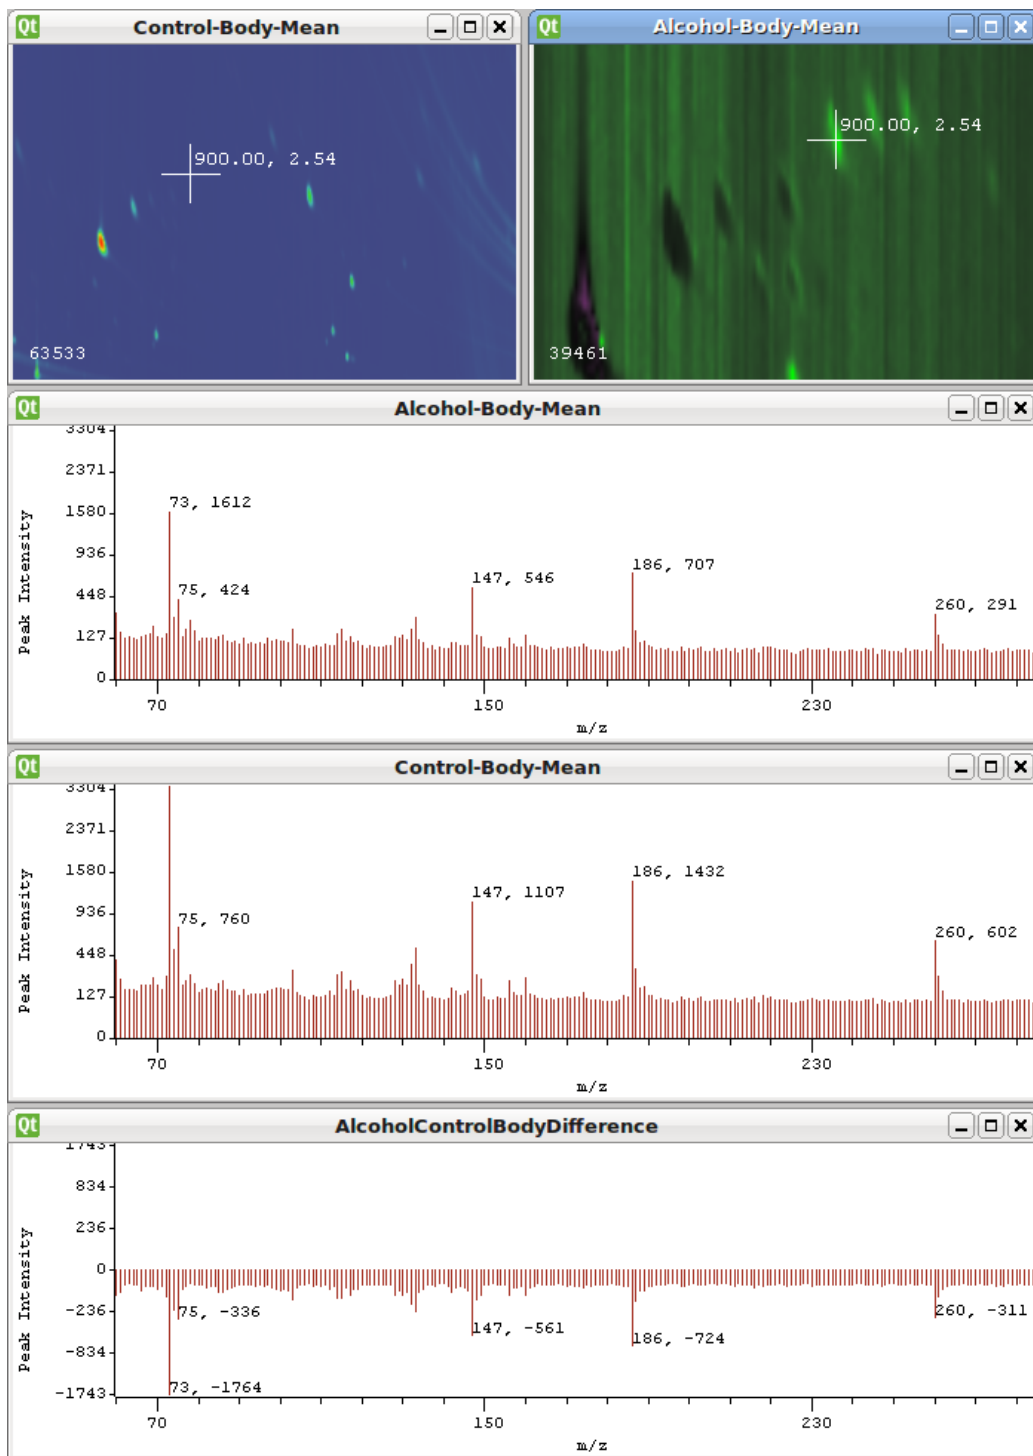 Qt Control-Body-Mean
900.00, 2.54
63533
Qt Alcohol-Body-Mean
900.00, 2.54
39461
Qt Alcohol-Body-Mean
3304
2371
1580
936
448
127
0
Peak Intensity
73, 1612
75, 424
147, 546
186, 707
260, 291
70 150 230
m/z
Qt Control-Body-Mean
3304
2371
1580
936
448
127
0
Peak Intensity
75, 760
147, 1107
186, 1432
260, 602
70 150 230
m/z
Qt AlcoholControlBodyDifference
1743
834
236
0
-236
-834
-1743
Peak Intensity
75, -336
147, -561
186, -724
260, -311
73, -1764
70 150 230
m/z